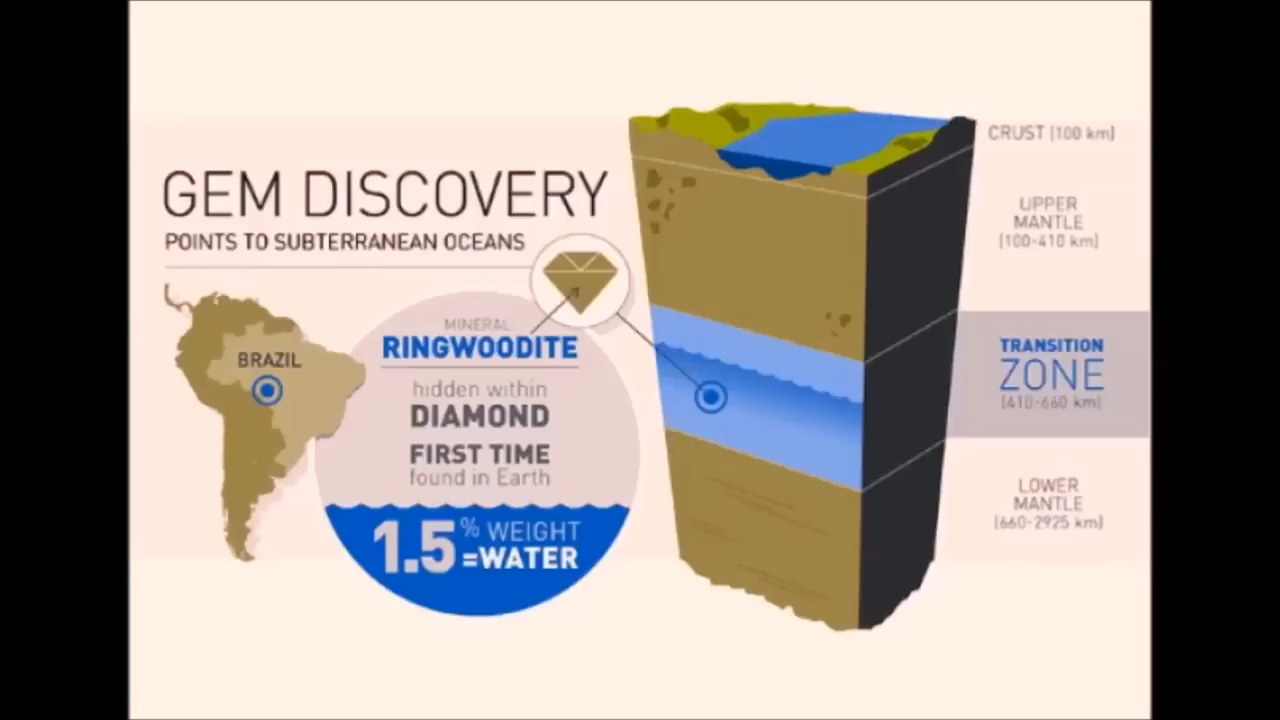 GEM DISCOVERY
POINTS TO SUBTERRANEAN OCEANS
BRAZIL
MINERAL
RINGWOODITE
hidden within
DIAMOND
FIRST TIME
found in Earth
1.5% WEIGHT
=WATER
CRUST (100 km)
UPPER
MANTLE
(100-410 km)
TRANSITION
ZONE
(410-660 km)
LOWER
MANTLE
(660-2925 km)